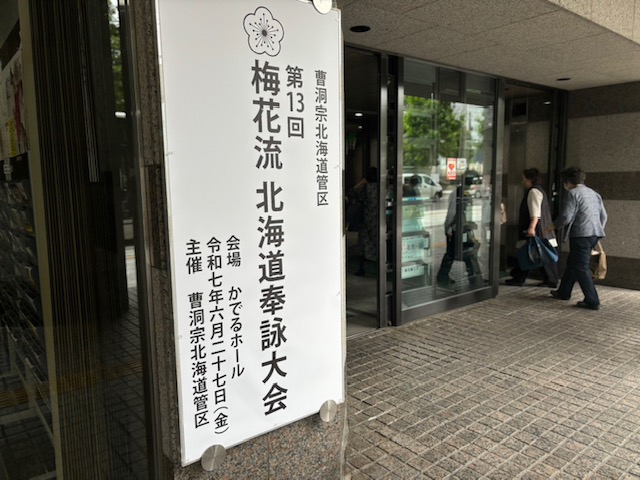 曹洞宗北海道管区
第13回
梅花流 北海道奉詠大会
会場 かでるホール
令和七年六月二十七日(金)
主催 曹洞宗北海道管区